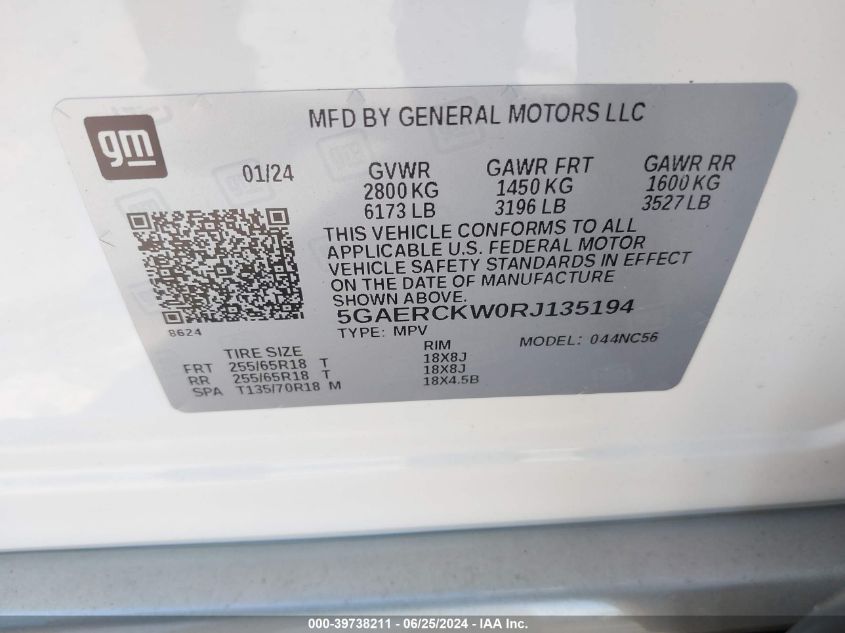 gm
MFD BY GENERAL MOTORS LLC
01/24
GVWR
2800 KG
6173 LB
GAWR FRT
1450 KG
3196 LB
GAWR RR
1600 KG
3527 LB
THIS VEHICLE CONFORMS TO ALL
APPLICABLE U.S. FEDERAL MOTOR
VEHICLE SAFETY STANDARDS IN EFFECT
ON THE DATE OF MANUFACTURE
SHOWN ABOVE.
5GAERCKW0RJ135194
8624
TYPE: MPV
MODEL: 044NC56
TIRE SIZE RIM
FRT 255/65R18 T 18X8J
RR 255/65R18 T 18X8J
SPA T135/70R18 M 18X4.5B
000-39738211 - 06/25/2024 - IAA Inc.